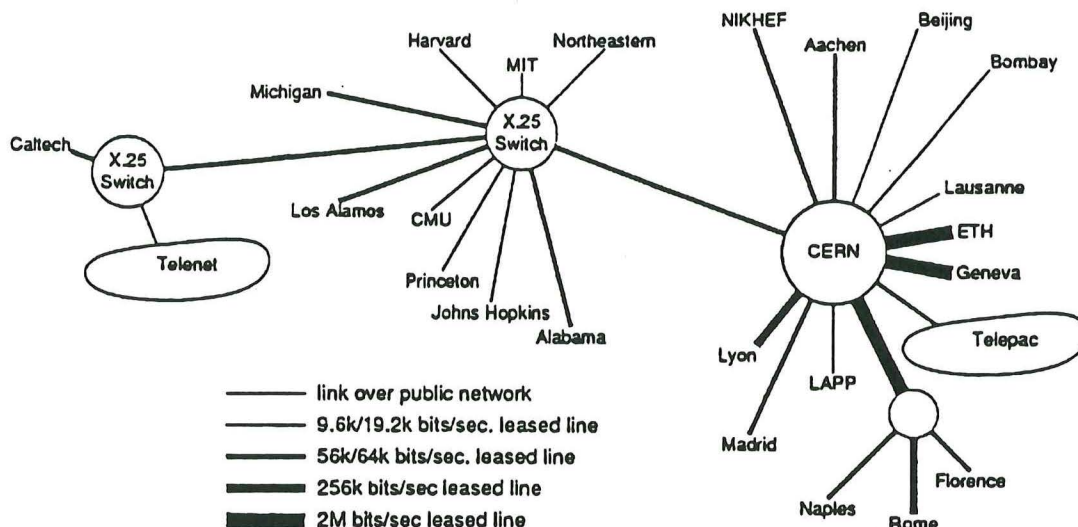 NIKHEF
Beijing
Harvard
Northeastern
Aachen
MIT
Bombay
Michigan
X.25
Switch
Caltech
X.25
Switch
Lausanne
Los Alamos
CMU
ETH
CERN
Telenet
Geneva
Princeton
Johns Hopkins
Alabama
Telepac
Lyon
LAPP
link over public network
9.6k/19.2k bits/sec. leased line
Madrid
56k/64k bits/sec. leased line
Florence
256k bits/sec leased line
Naples
2M bits/sec leased line
Rome